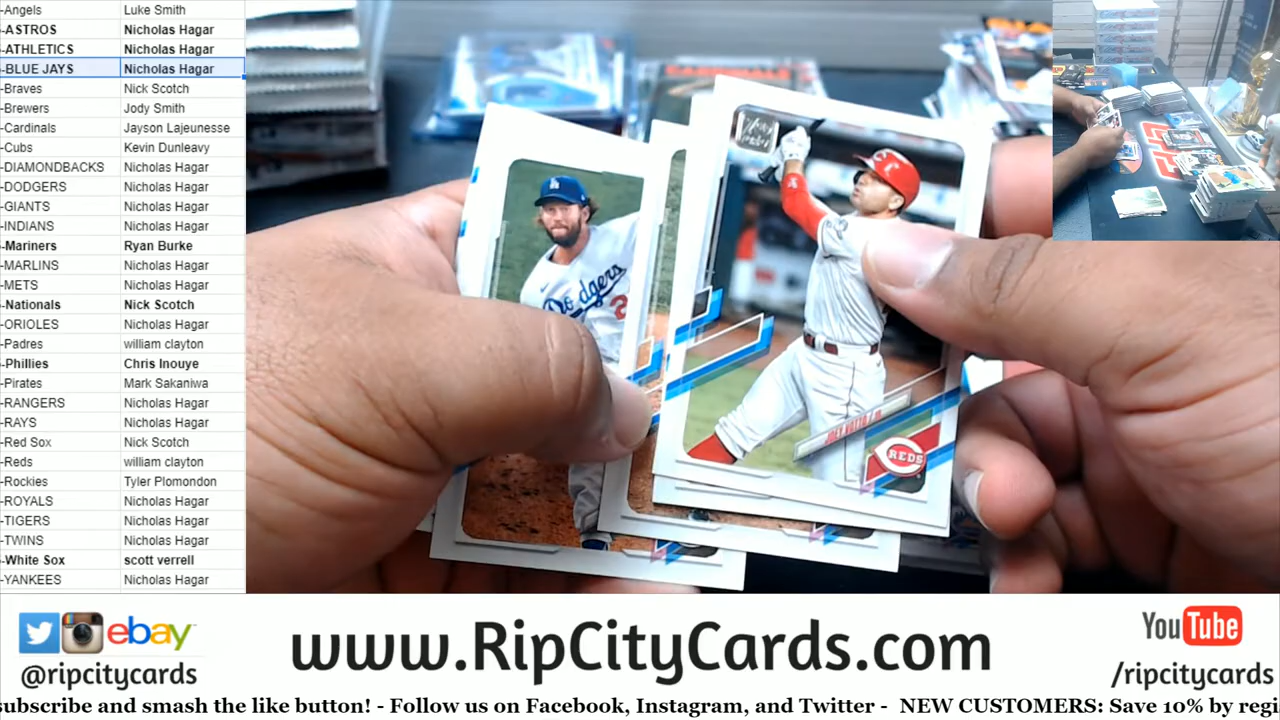 -Angels Luke Smith
-ASTROS Nicholas Hagar
-ATHLETICS Nicholas Hagar
-BLUE JAYS Nicholas Hagar
-Braves Nick Scotch
-Brewers Jody Smith
-Cardinals Jayson Lajeunesse
-Cubs Kevin Dunleavy
-DIAMONDBACKS Nicholas Hagar
-DODGERS Nicholas Hagar
-GIANTS Nicholas Hagar
-INDIANS Nicholas Hagar
-Mariners Ryan Burke
-MARLINS Nicholas Hagar
-METS Nicholas Hagar
-Nationals Nick Scotch
-ORIOLES Nicholas Hagar
-Padres william clayton
-Phillies Chris Inouye
-Pirates Mark Sakaniwa
-RANGERS Nicholas Hagar
-RAYS Nicholas Hagar
-Red Sox Nick Scotch
-Reds william clayton
-Rockies Tyler Plomondon
-ROYALS Nicholas Hagar
-TIGERS Nicholas Hagar
-TWINS Nicholas Hagar
-White Sox scott verrell
-YANKEES Nicholas Hagar
Dodgers
JOEY VOTTO
REDS
ebay
@ripcitycards
www.RipCityCards.com
YouTube
/ripcitycards
subscribe and smash the like button! - Follow us on Facebook, Instagram, and Twitter - NEW CUSTOMERS: Save 10% by regi